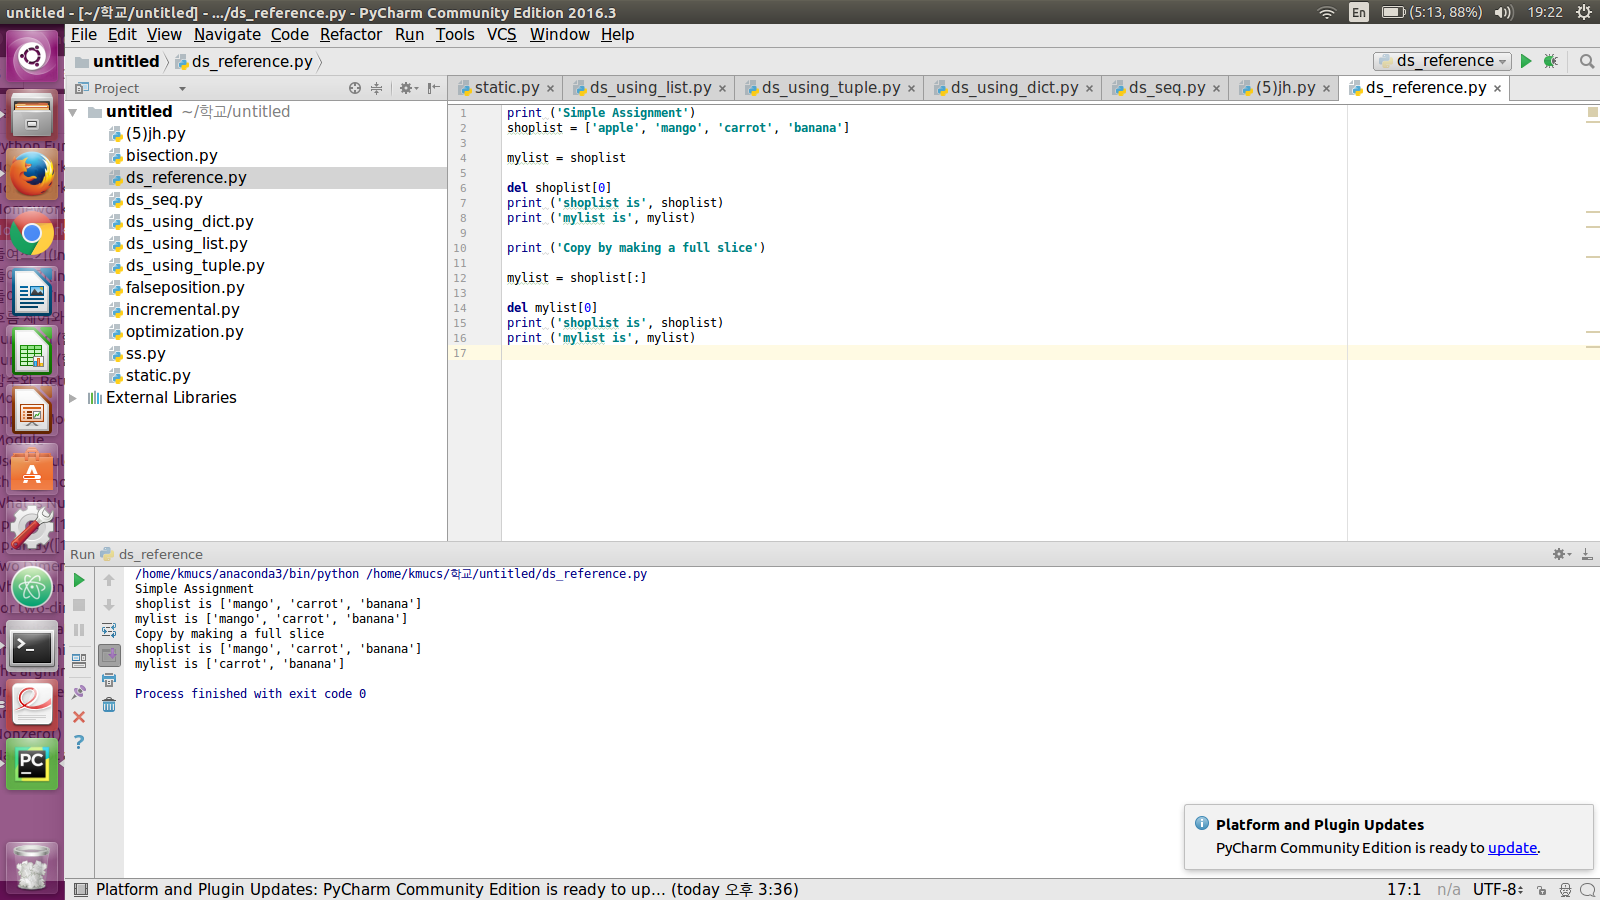 untitled - [~/학교/untitled] - .../ds_reference.py - PyCharm Community Edition 2016.3
En
(5:13, 88%)
19:22
File Edit View Navigate Code Refactor Run Tools VCS Window Help
untitled
ds_reference.py
ds_reference
Project
static.py
ds_using_list.py
ds_using_tuple.py
ds_using_dict.py
ds_seq.py
(5)jh.py
ds_reference.py
untitled ~/학교/untitled
(5)jh.py
bisection.py
ds_reference.py
ds_seq.py
ds_using_dict.py
ds_using_list.py
ds_using_tuple.py
falseposition.py
incremental.py
optimization.py
ss.py
static.py
External Libraries
1 print ('Simple Assignment')
2 shoplist = ['apple', 'mango', 'carrot', 'banana']
3
4 mylist = shoplist
5
6 del shoplist[0]
7 print ('shoplist is', shoplist)
8 print ('mylist is', mylist)
9
10 print ('Copy by making a full slice')
11
12 mylist = shoplist[:]
13
14 del mylist[0]
15 print ('shoplist is', shoplist)
16 print ('mylist is', mylist)
17
Run ds_reference
/home/kmucs/anaconda3/bin/python /home/kmucs/학교/untitled/ds_reference.py
Simple Assignment
shoplist is ['mango', 'carrot', 'banana']
mylist is ['mango', 'carrot', 'banana']
Copy by making a full slice
shoplist is ['mango', 'carrot', 'banana']
mylist is ['carrot', 'banana']
Process finished with exit code 0
PC
Platform and Plugin Updates
PyCharm Community Edition is ready to update.
Platform and Plugin Updates: PyCharm Community Edition is ready to up... (today 오후 3:36)
17:1
n/a
UTF-8